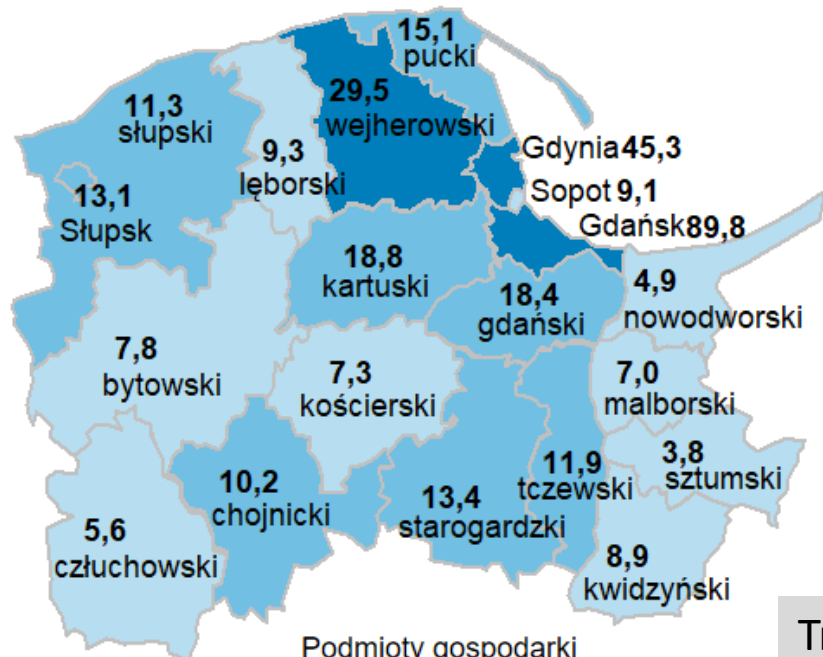 15,1
pucki
29,5
wejherowski
11,3
słupski
9,3
lęborski
Gdynia 45,3
Sopot 9,1
Gdańsk 89,8
13,1
Słupsk
18,8
kartuski
18,4
gdański
4,9
nowodworski
7,8
bytowski
7,3
kościerski
7,0
malborski
3,8
sztumski
11,9
tczewski
10,2
chojnicki
13,4
starogardzki
5,6
człuchowski
8,9
kwidzyński
Podmioty gospodarki